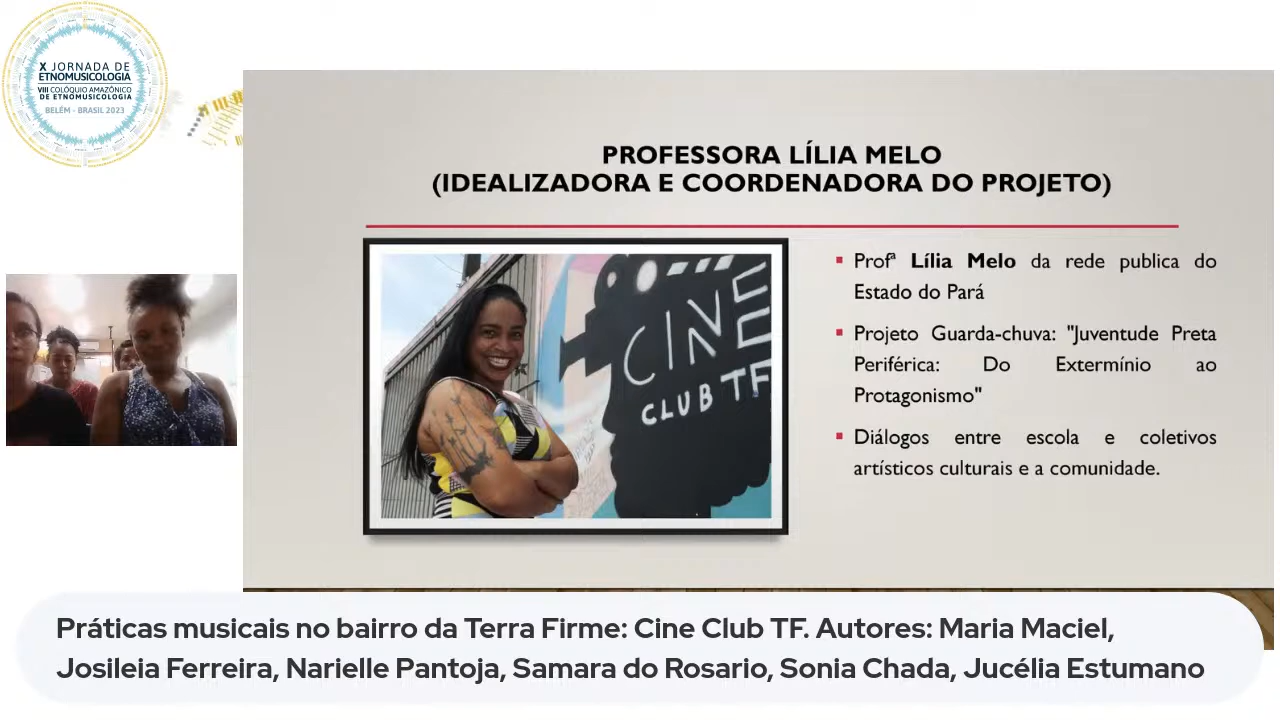 X JORNADA DE
ETNOMUSICOLOGIA
VIII COLÓQUIO AMAZÔNICO
DE ETNOMUSICOLOGIA
BELÉM - BRASIL 2023
PROFESSORA LÍLIA MELO
(IDEALIZADORA E COORDENADORA DO PROJETO)
CINE
CLUB TF
Profª Lília Melo da rede publica do
Estado do Pará
Projeto Guarda-chuva: "Juventude Preta
Periférica: Do Extermínio ao
Protagonismo"
Diálogos entre escola e coletivos
artísticos culturais e a comunidade.
Práticas musicais no bairro da Terra Firme: Cine Club TF. Autores: Maria Maciel,
Josileia Ferreira, Narielle Pantoja, Samara do Rosario, Sonia Chada, Jucélia Estumano